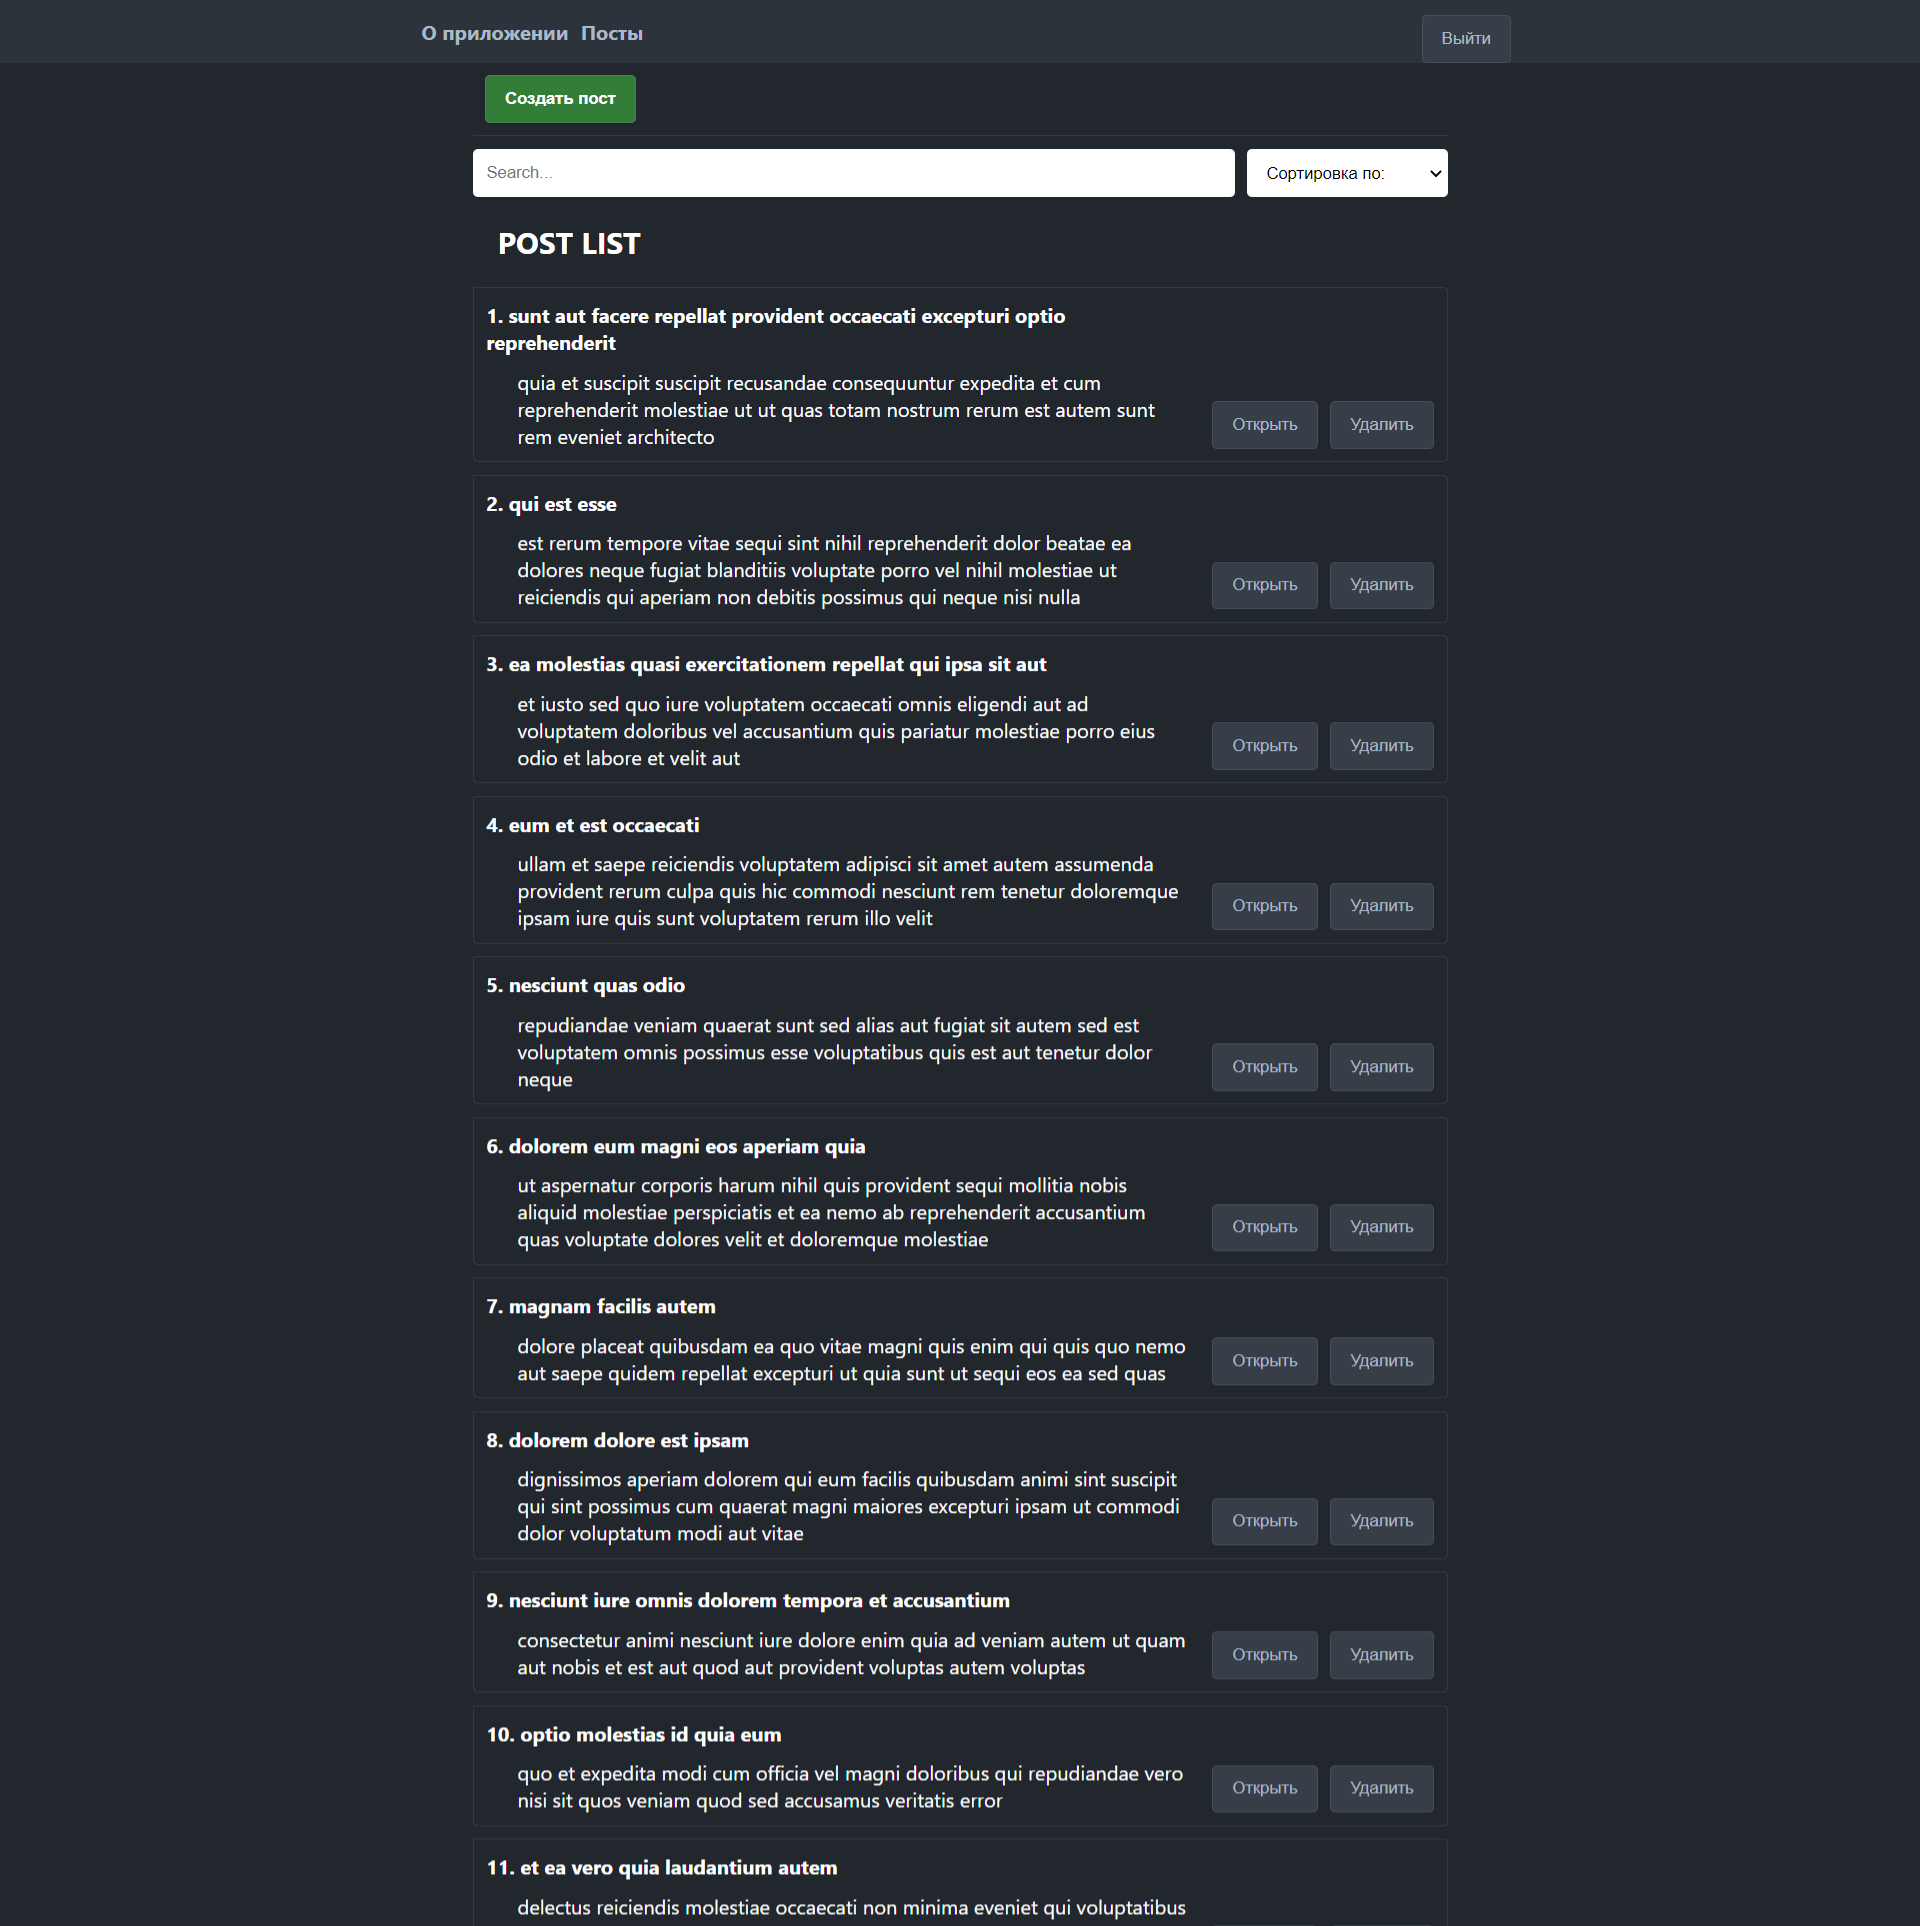 О приложении Посты Выйти
Создать пост
Search... Сортировка по:
POST LIST
1. sunt aut facere repellat provident occaecati excepturi optio
reprehenderit
quia et suscipit suscipit recusandae consequuntur expedita et cum
reprehenderit molestiae ut ut quas totam nostrum rerum est autem sunt
rem eveniet architecto
Открыть Удалить
2. qui est esse
est rerum tempore vitae sequi sint nihil reprehenderit dolor beatae ea
dolores neque fugiat blanditiis voluptate porro vel nihil molestiae ut
reiciendis qui aperiam non debitis possimus qui neque nisi nulla
Открыть Удалить
3. ea molestias quasi exercitationem repellat qui ipsa sit aut
et iusto sed quo iure voluptatem occaecati omnis eligendi aut ad
voluptatem doloribus vel accusantium quis pariatur molestiae porro eius
odio et labore et velit aut
Открыть Удалить
4. eum et est occaecati
ullam et saepe reiciendis voluptatem adipisci sit amet autem assumenda
provident rerum culpa quis hic commodi nesciunt rem tenetur doloremque
ipsam iure quis sunt voluptatem rerum illo velit
Открыть Удалить
5. nesciunt quas odio
repudiandae veniam quaerat sunt sed alias aut fugiat sit autem sed est
voluptatem omnis possimus esse voluptatibus quis est aut tenetur dolor
neque
Открыть Удалить
6. dolorem eum magni eos aperiam quia
ut aspernatur corporis harum nihil quis provident sequi mollitia nobis
aliquid molestiae perspiciatis et ea nemo ab reprehenderit accusantium
quas voluptate dolores velit et doloremque molestiae
Открыть Удалить
7. magnam facilis autem
dolore placeat quibusdam ea quo vitae magni quis enim qui quis quo nemo
aut saepe quidem repellat excepturi ut quia sunt ut sequi eos ea sed quas
Открыть Удалить
8. dolorem dolore est ipsam
dignissimos aperiam dolorem qui eum facilis quibusdam animi sint suscipit
qui sint possimus cum quaerat magni maiores excepturi ipsam ut commodi
dolor voluptatum modi aut vitae
Открыть Удалить
9. nesciunt iure omnis dolorem tempora et accusantium
consectetur animi nesciunt iure dolore enim quia ad veniam autem ut quam
aut nobis et est aut quod aut provident voluptas autem voluptas
Открыть Удалить
10. optio molestias id quia eum
quo et expedita modi cum officia vel magni doloribus qui repudiandae vero
nisi sit quos veniam quod sed accusamus veritatis error
Открыть Удалить
11. et ea vero quia laudantium autem
delectus reiciendis molestiae occaecati non minima eveniet qui voluptatibus